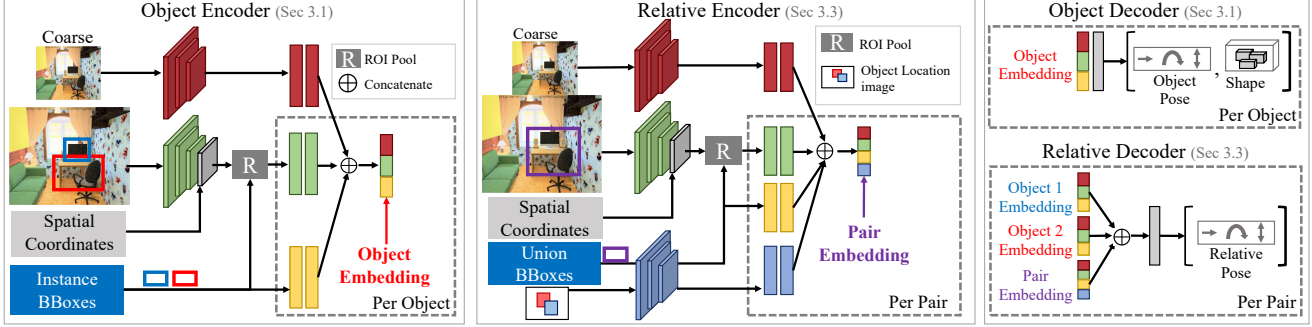 Object Encoder (Sec 3.1)
Coarse
R ROI Pool
Concatenate
R
Spatial
Coordinates
Instance
BBoxes
Object
Embedding
Per Object
Relative Encoder (Sec 3.3)
Coarse
R ROI Pool
Object Location
image
R
Spatial
Coordinates
Union
BBoxes
Pair
Embedding
Per Pair
Object Decoder (Sec 3.1)
Object
Embedding
Object
Pose
,
Shape
Per Object
Relative Decoder (Sec 3.3)
Object 1
Embedding
Object 2
Embedding
Pair
Embedding
Relative
Pose
Per Pair